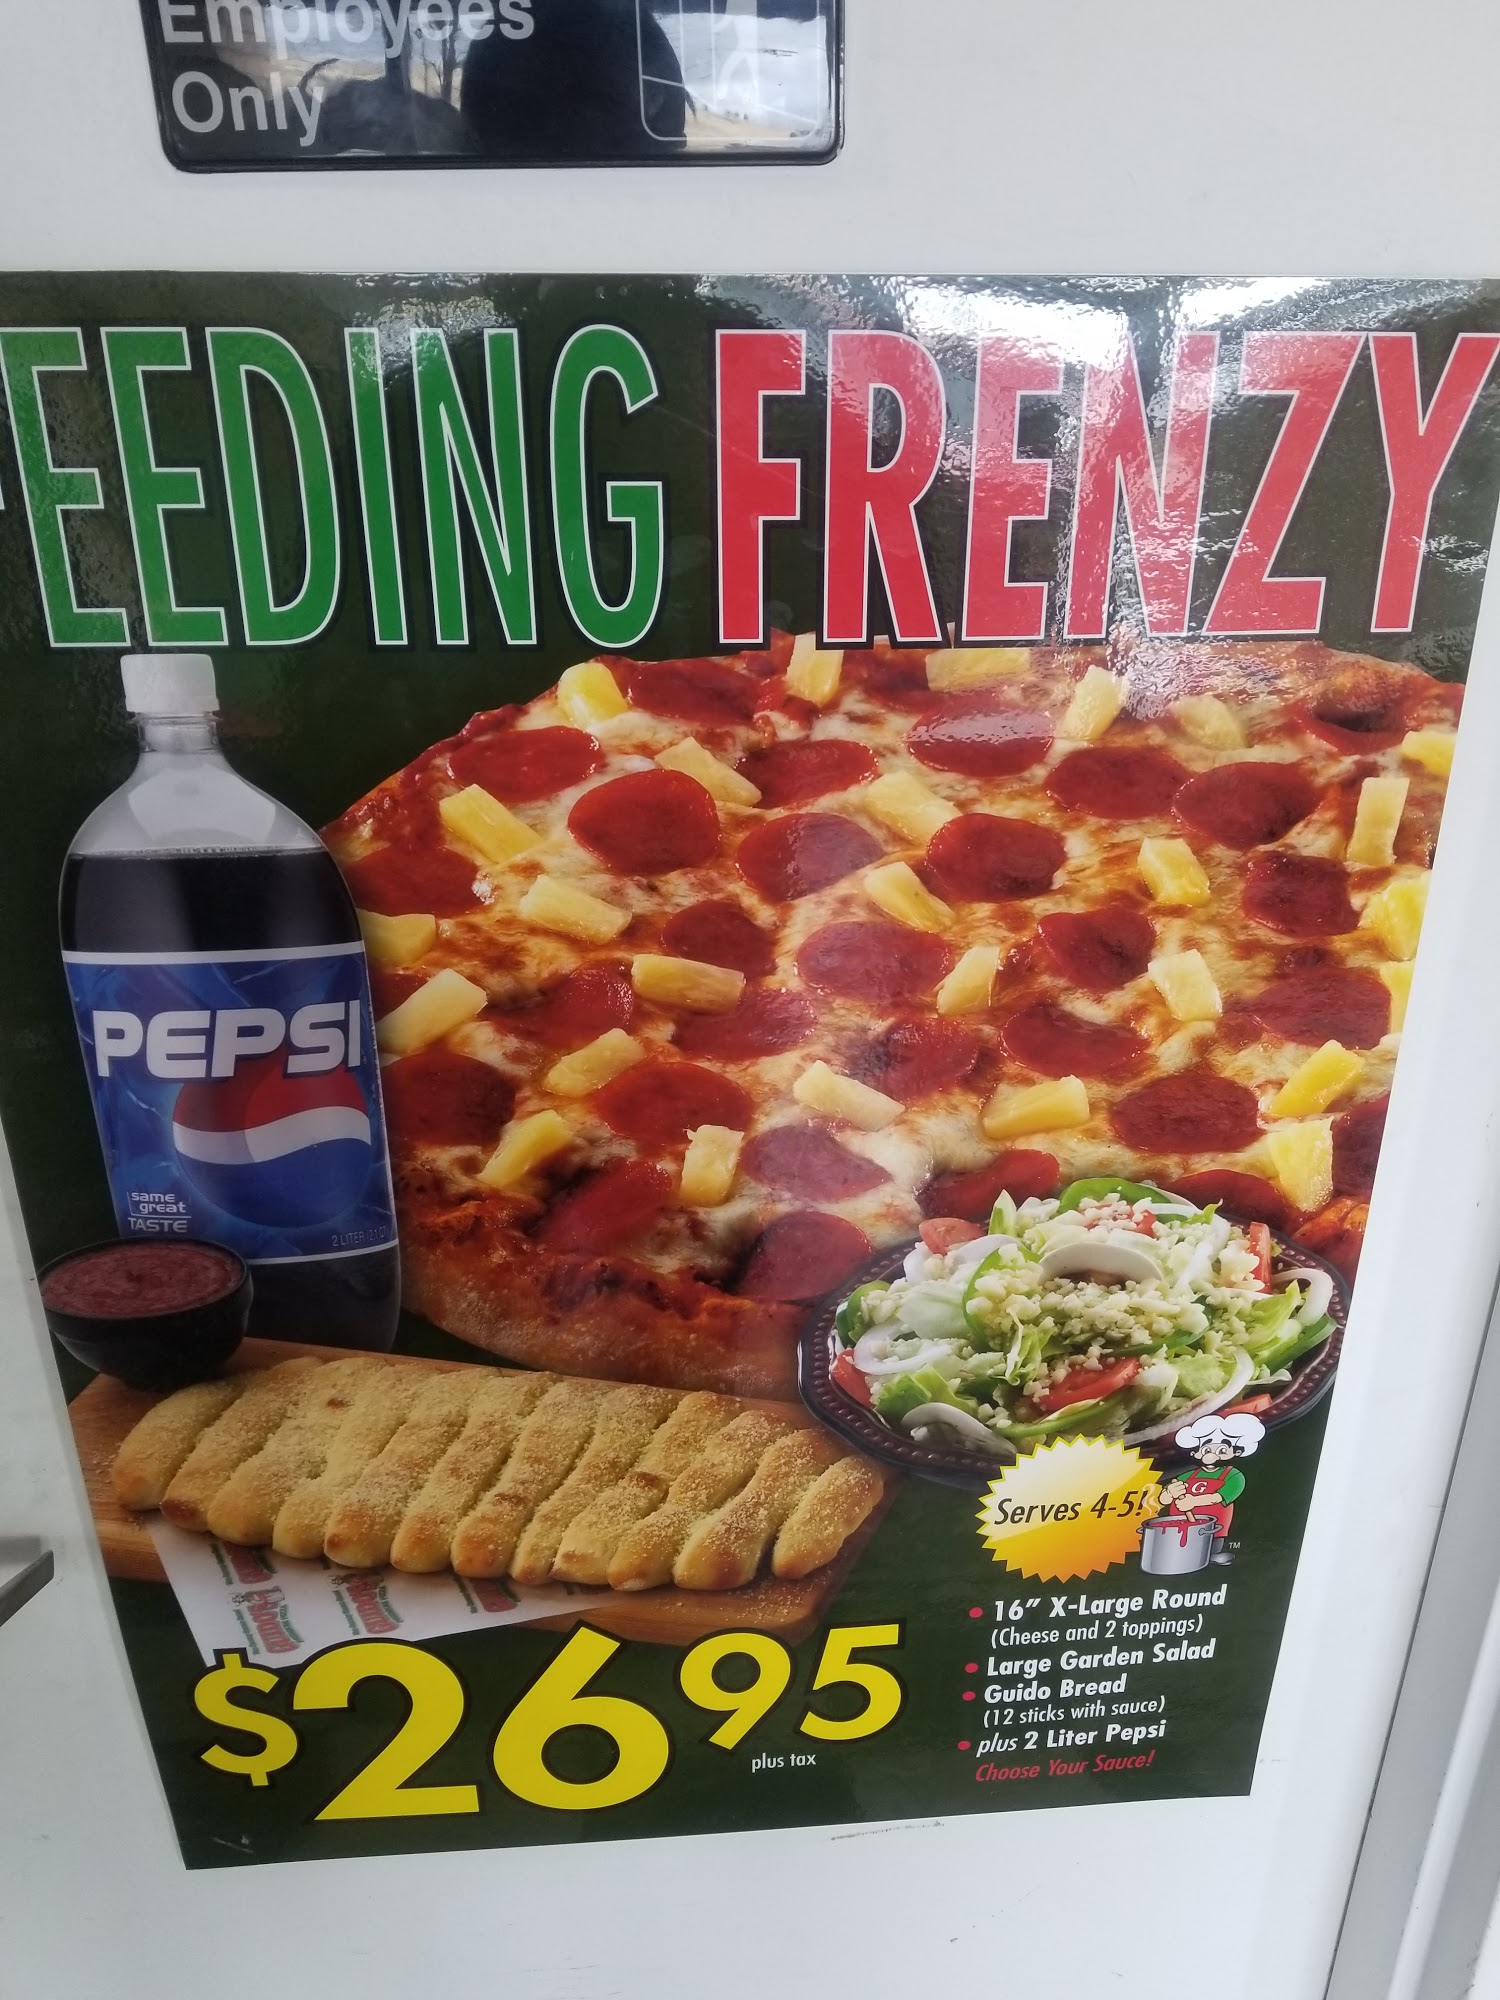 Employees
Only
FEEDING FRENZY
PEPSI
same
great
TASTE
2 LITER
Serves 4-5!
G
TM
• 16" X-Large Round
(Cheese and 2 toppings)
• Large Garden Salad
• Guido Bread
(12 sticks with sauce)
• plus 2 Liter Pepsi
Choose Your Sauce!
$26 95
plus tax